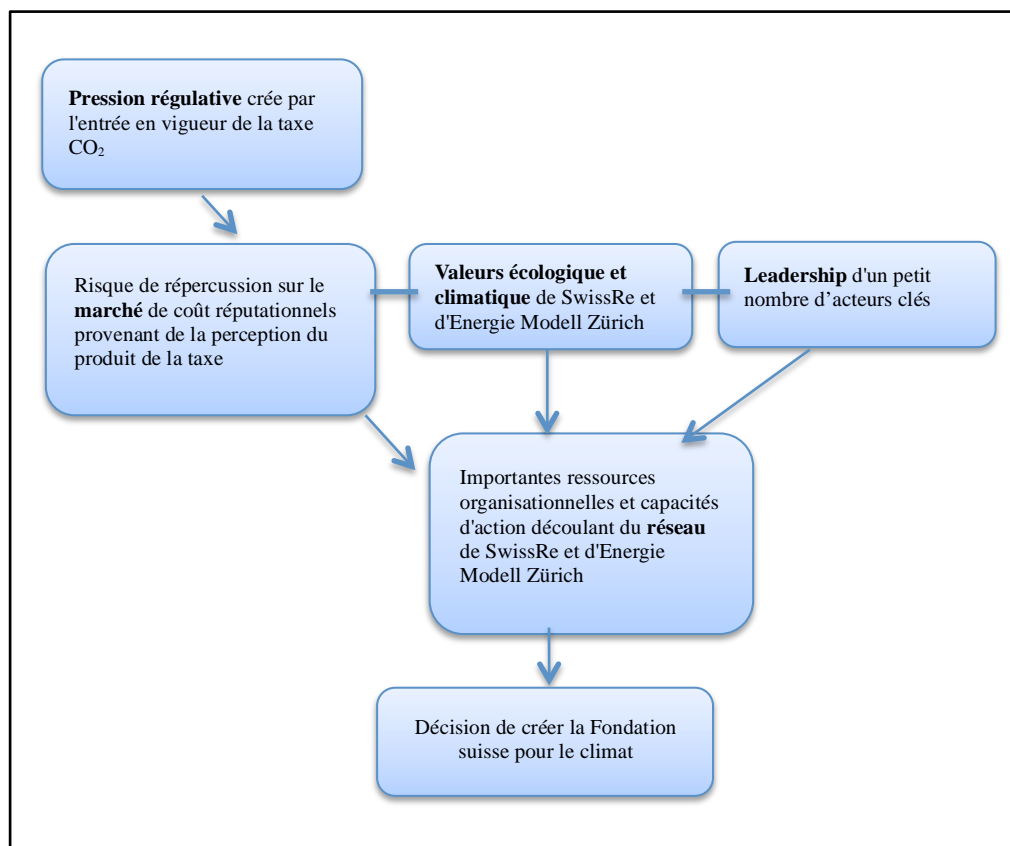 Pression régulative crée par
l'entrée en vigueur de la taxe
CO₂
Risque de répercussion sur le
marché de coût réputationnels
provenant de la perception du
produit de la taxe
Valeurs écologique et
climatique de SwissRe et
d'Energie Modell Zürich
Leadership d'un petit
nombre d’acteurs clés
Importantes ressources
organisationnelles et capacités
d'action découlant du réseau
de SwissRe et d'Energie
Modell Zürich
Décision de créer la Fondation
suisse pour le climat